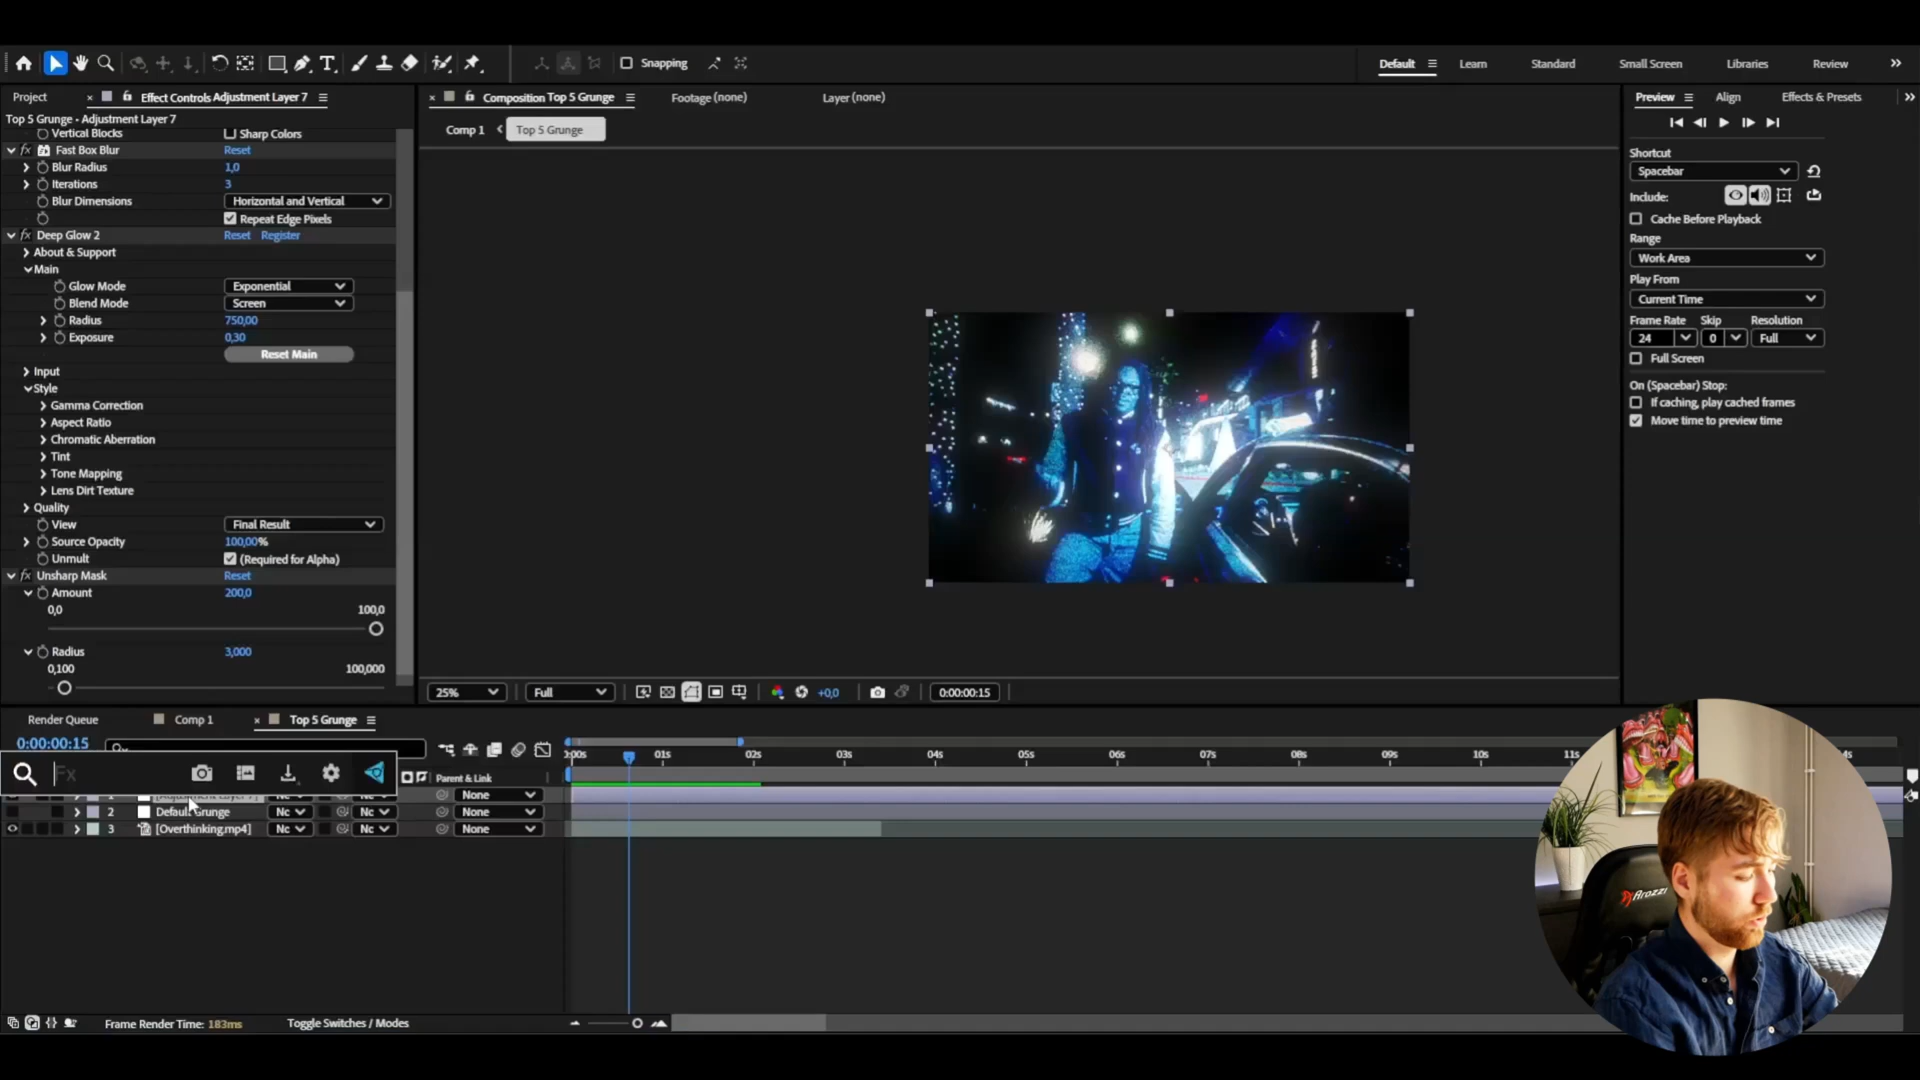 Snapping
Default
Learn
Standard
Small Screen
Libraries
Review
Project
Effect Controls Adjustment Layer 7
Composition Top 5 Grunge
Footage (none)
Layer (none)
Preview
Align
Effects & Presets
Top 5 Grunge - Adjustment Layer 7
Comp 1
Top 5 Grunge
Vertical Blocks
Sharp Colors
Fast Box Blur
Reset
Blur Radius
1,0
Iterations
3
Blur Dimensions
Horizontal and Vertical
Repeat Edge Pixels
Deep Glow 2
Reset
Register
About & Support
Main
Glow Mode
Exponential
Blend Mode
Screen
Radius
750,00
Exposure
0,30
Reset Main
Input
Style
Gamma Correction
Aspect Ratio
Chromatic Aberration
Tint
Tone Mapping
Lens Dirt Texture
Quality
View
Final Result
Source Opacity
100,00%
Unmult
(Required for Alpha)
Unsharp Mask
Reset
Amount
200,0
0,0
100,0
Radius
3,000
0,100
100,000
Shortcut
Spacebar
Include:
Cache Before Playback
Range
Work Area
Play From
Current Time
Frame Rate
Skip
Resolution
24
0
Full
Full Screen
On (Spacebar) Stop:
If caching, play cached frames
Move time to preview time
25%
Full
+0,0
0:00:00:15
Render Queue
Comp 1
Top 5 Grunge
0:00:00:15
Fx
Parent & Link
:00s
01s
02s
03s
04s
05s
06s
07s
08s
09s
10s
11s
1
[Adjustment Layer 7]
None
2
Default Grunge
Nc
Nc
None
3
[Overthinking.mp4]
Nc
Nc
None
Arozzi
Frame Render Time: 183ms
Toggle Switches / Modes